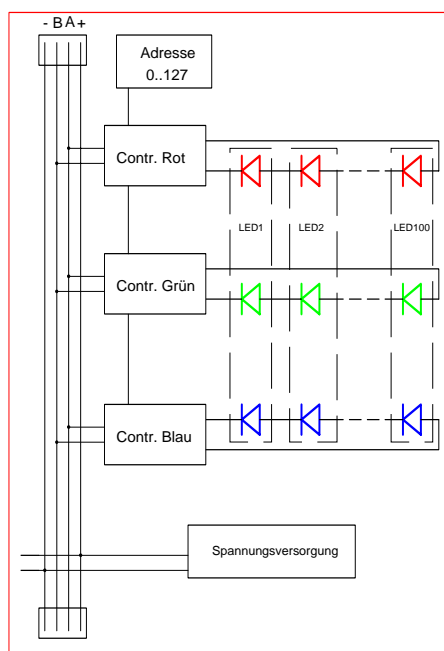 - B A +
Adresse
0..127
Contr. Rot
LED1
LED2
LED100
Contr. Grün
Contr. Blau
Spannungsversorgung